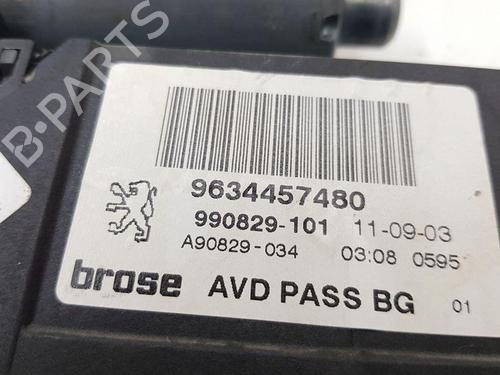 B-PARTS
9634457480
990829-101 11-09-03
A90829-034 03:08 0595
brose AVD PASS BG 01